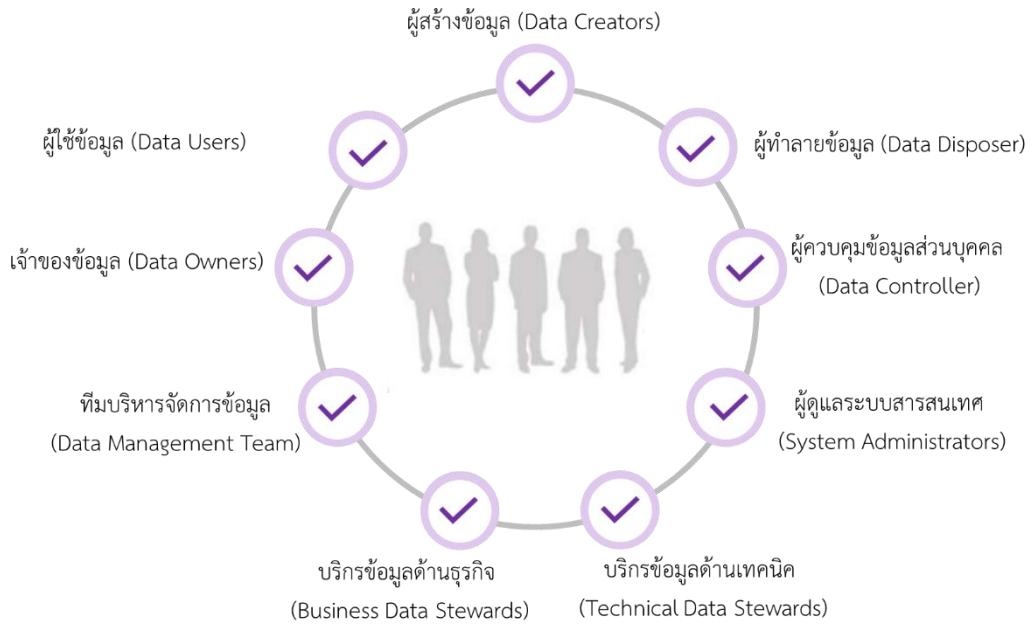 ผู้สร้างข้อมูล (Data Creators)
ผู้ใช้ข้อมูล (Data Users)
ผู้ทำลายข้อมูล (Data Disposer)
เจ้าของข้อมูล (Data Owners)
ผู้ควบคุมข้อมูลส่วนบุคคล
(Data Controller)
ทีมบริหารจัดการข้อมูล
(Data Management Team)
ผู้ดูแลระบบสารสนเทศ
(System Administrators)
บริกรข้อมูลด้านธุรกิจ
(Business Data Stewards)
บริกรข้อมูลด้านเทคนิค
(Technical Data Stewards)